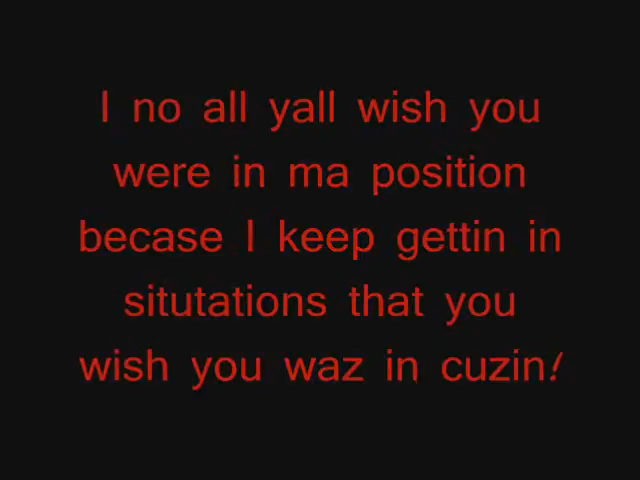 I no all yall wish you
were in ma position
becase I keep gettin in
situtations that you
wish you waz in cuzin!